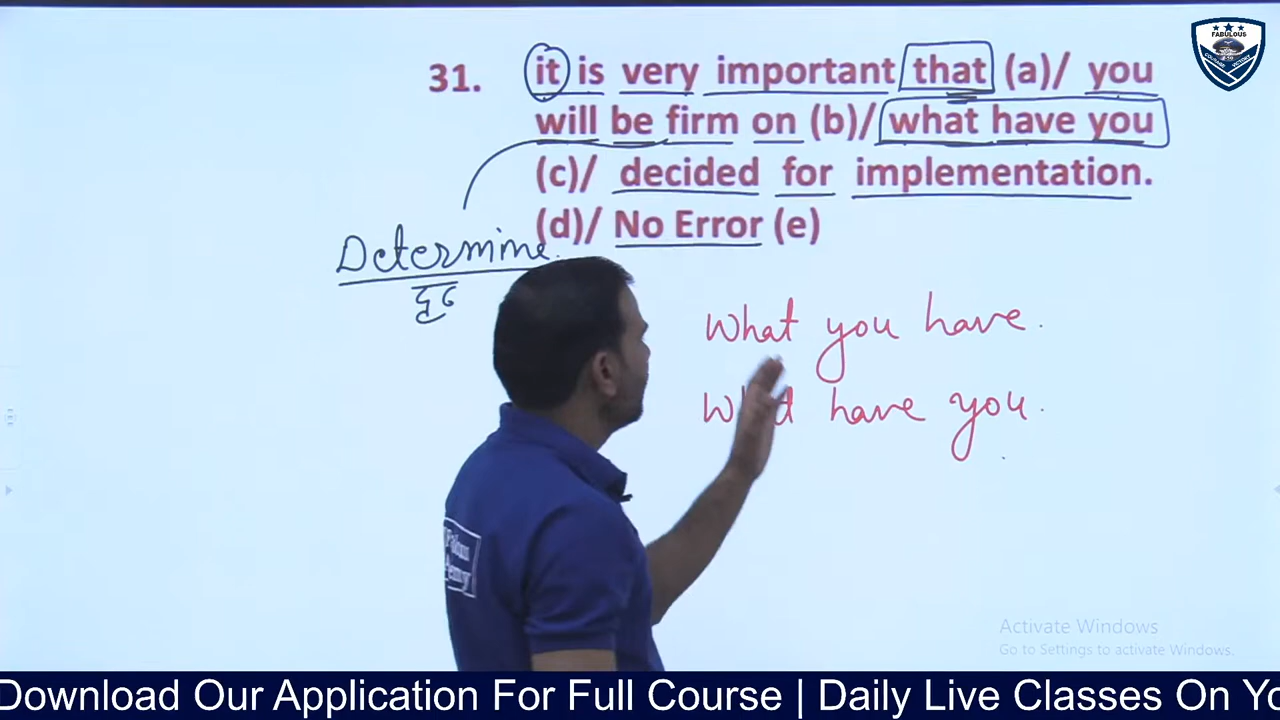 FABULOUS
31. it is very important that (a)/ you
will be firm on (b)/ what have you
(c)/ decided for implementation.
(d)/ No Error (e)
Determine
दृढ़
What you have.
have you.
Activate Windows
Go to Settings to activate Windows.
Download Our Application For Full Course | Daily Live Classes On Yo